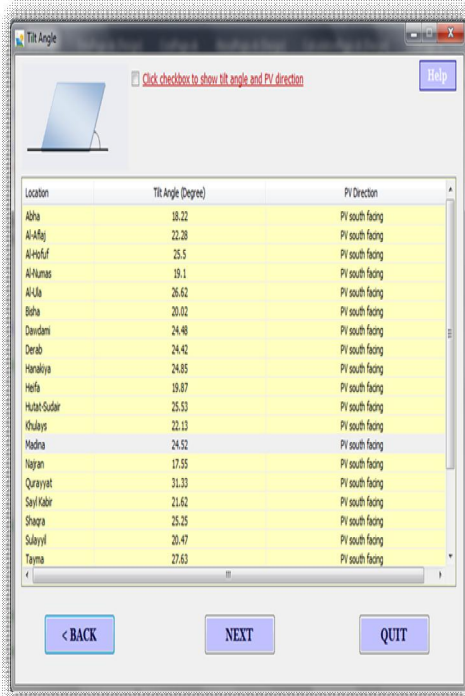 Tilt Angle
Click checkbox to show tilt angle and PV direction
Help
Location Tilt Angle (Degree) PV Direction
Abha 18.22 PV south facing
Al-Aflaj 22.28 PV south facing
Al-Hofuf 25.5 PV south facing
Al-Numas 19.1 PV south facing
Al-Ula 26.62 PV south facing
Bisha 20.02 PV south facing
Dawdami 24.48 PV south facing
Derab 24.42 PV south facing
Hanakiya 24.85 PV south facing
Heifa 19.87 PV south facing
Hutat-Sudair 25.53 PV south facing
Khulays 22.13 PV south facing
Madina 24.52 PV south facing
Najran 17.55 PV south facing
Qurayyat 31.33 PV south facing
Sayl Kabir 21.62 PV south facing
Shaqra 25.25 PV south facing
Sulayyil 20.47 PV south facing
Tayma 27.63 PV south facing
< BACK NEXT QUIT